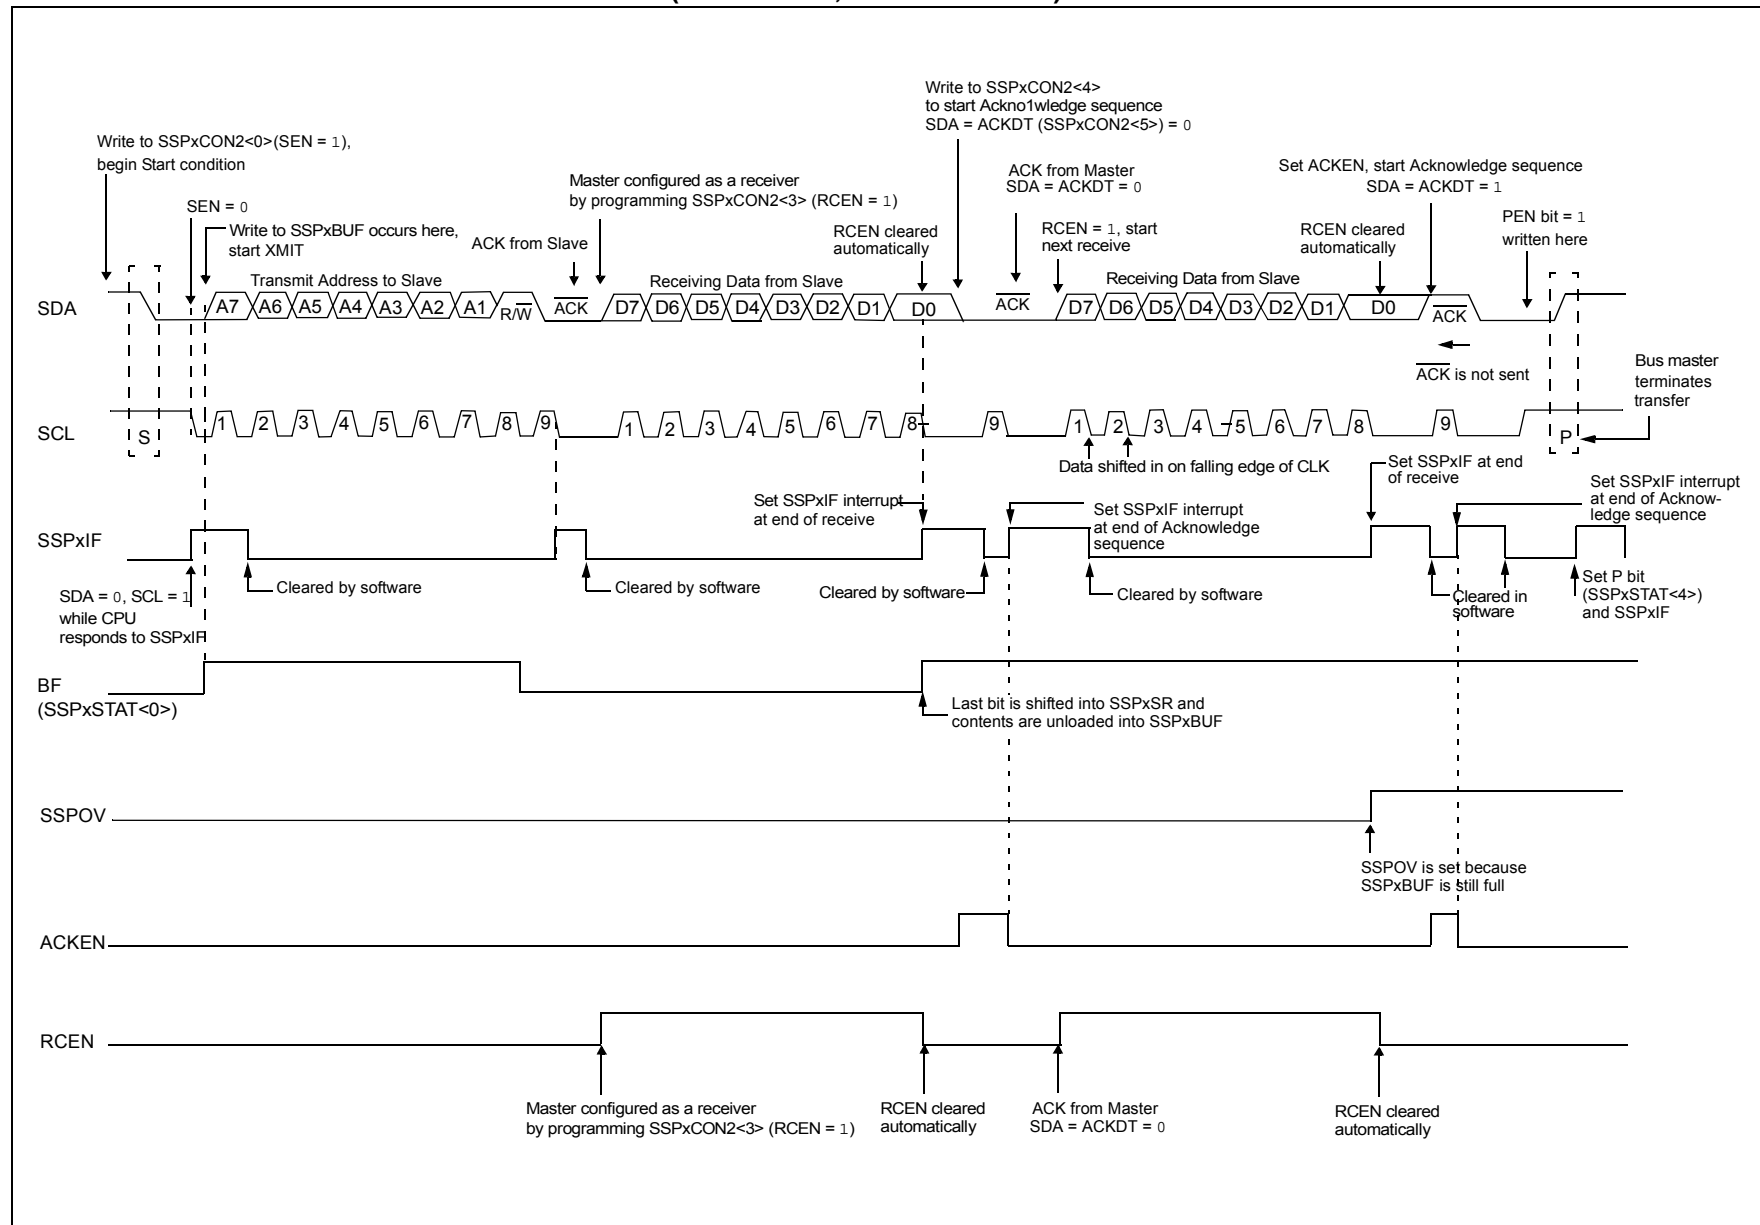 Write to SSPxCON2<4>
to start Ackno1wledge sequence
SDA = ACKDT (SSPxCON2<5>) = 0
Write to SSPxCON2<0>(SEN = 1),
begin Start condition
Master configured as a receiver
by programming SSPxCON2<3> (RCEN = 1)
ACK from Master
SDA = ACKDT = 0
Set ACKEN, start Acknowledge sequence
SDA = ACKDT = 1
SEN = 0
Write to SSPxBUF occurs here,
start XMIT
ACK from Slave
RCEN cleared
automatically
RCEN = 1, start
next receive
RCEN cleared
automatically
PEN bit = 1
written here
Transmit Address to Slave
Receiving Data from Slave
Receiving Data from Slave
SDA
A7 A6 A5 A4 A3 A2 A1 R/W ACK D7 D6 D5 D4 D3 D2 D1 D0 ACK D7 D6 D5 D4 D3 D2 D1 D0 ACK
ACK is not sent
Bus master
terminates
transfer
SCL
S 1 2 3 4 5 6 7 8 9 1 2 3 4 5 6 7 8 9 1 2 3 4 5 6 7 8 9 P
Data shifted in on falling edge of CLK
Set SSPxIF at end
of receive
Set SSPxIF interrupt
at end of receive
Set SSPxIF interrupt
at end of Acknowledge
sequence
Set SSPxIF interrupt
at end of Acknow-
ledge sequence
SSPxIF
SDA = 0, SCL = 1
while CPU
responds to SSPxIF
Cleared by software
Cleared by software
Cleared by software
Cleared by software
Cleared in
software
Set P bit
(SSPxSTAT<4>)
and SSPxIF
BF
(SSPxSTAT<0>)
Last bit is shifted into SSPxSR and
contents are unloaded into SSPxBUF
SSPOV
SSPOV is set because
SSPxBUF is still full
ACKEN
RCEN
Master configured as a receiver
by programming SSPxCON2<3> (RCEN = 1)
RCEN cleared
automatically
ACK from Master
SDA = ACKDT = 0
RCEN cleared
automatically